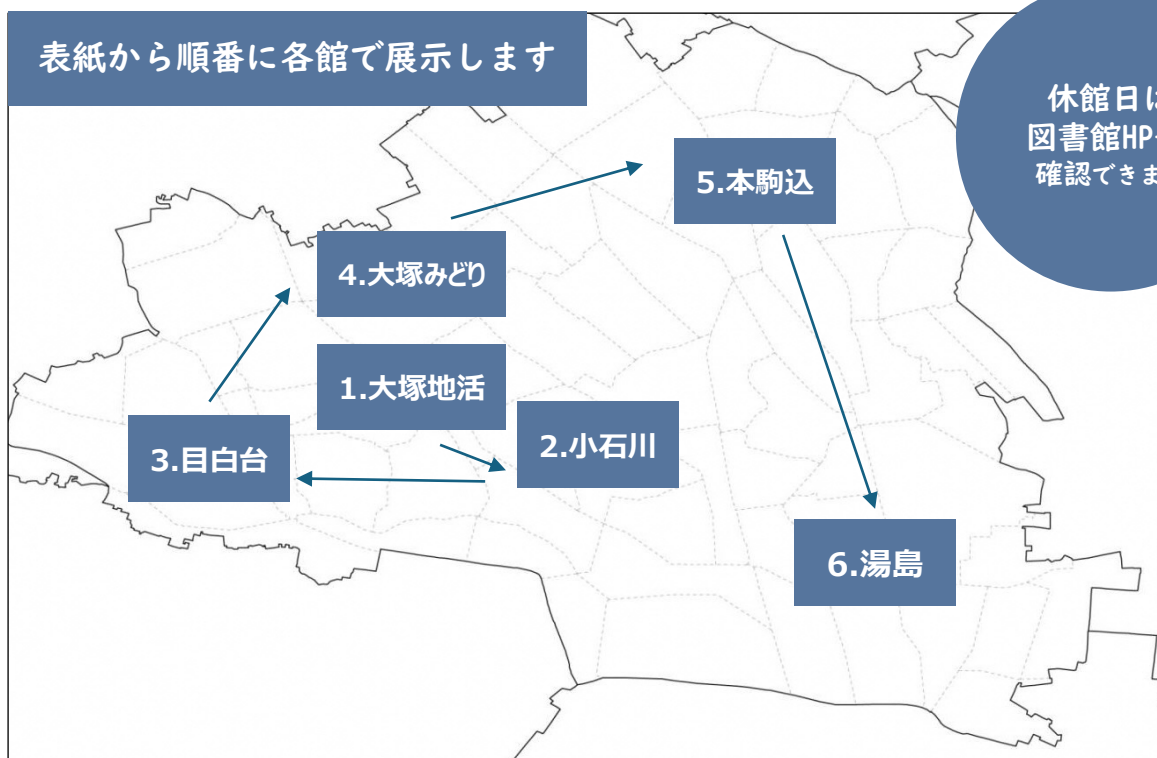 表紙から順番に各館で展示します
休館日は
図書館HP
確認できま
5.本駒込
4.大塚みどり
1.大塚地活
3.目白台
2.小石川
6.湯島